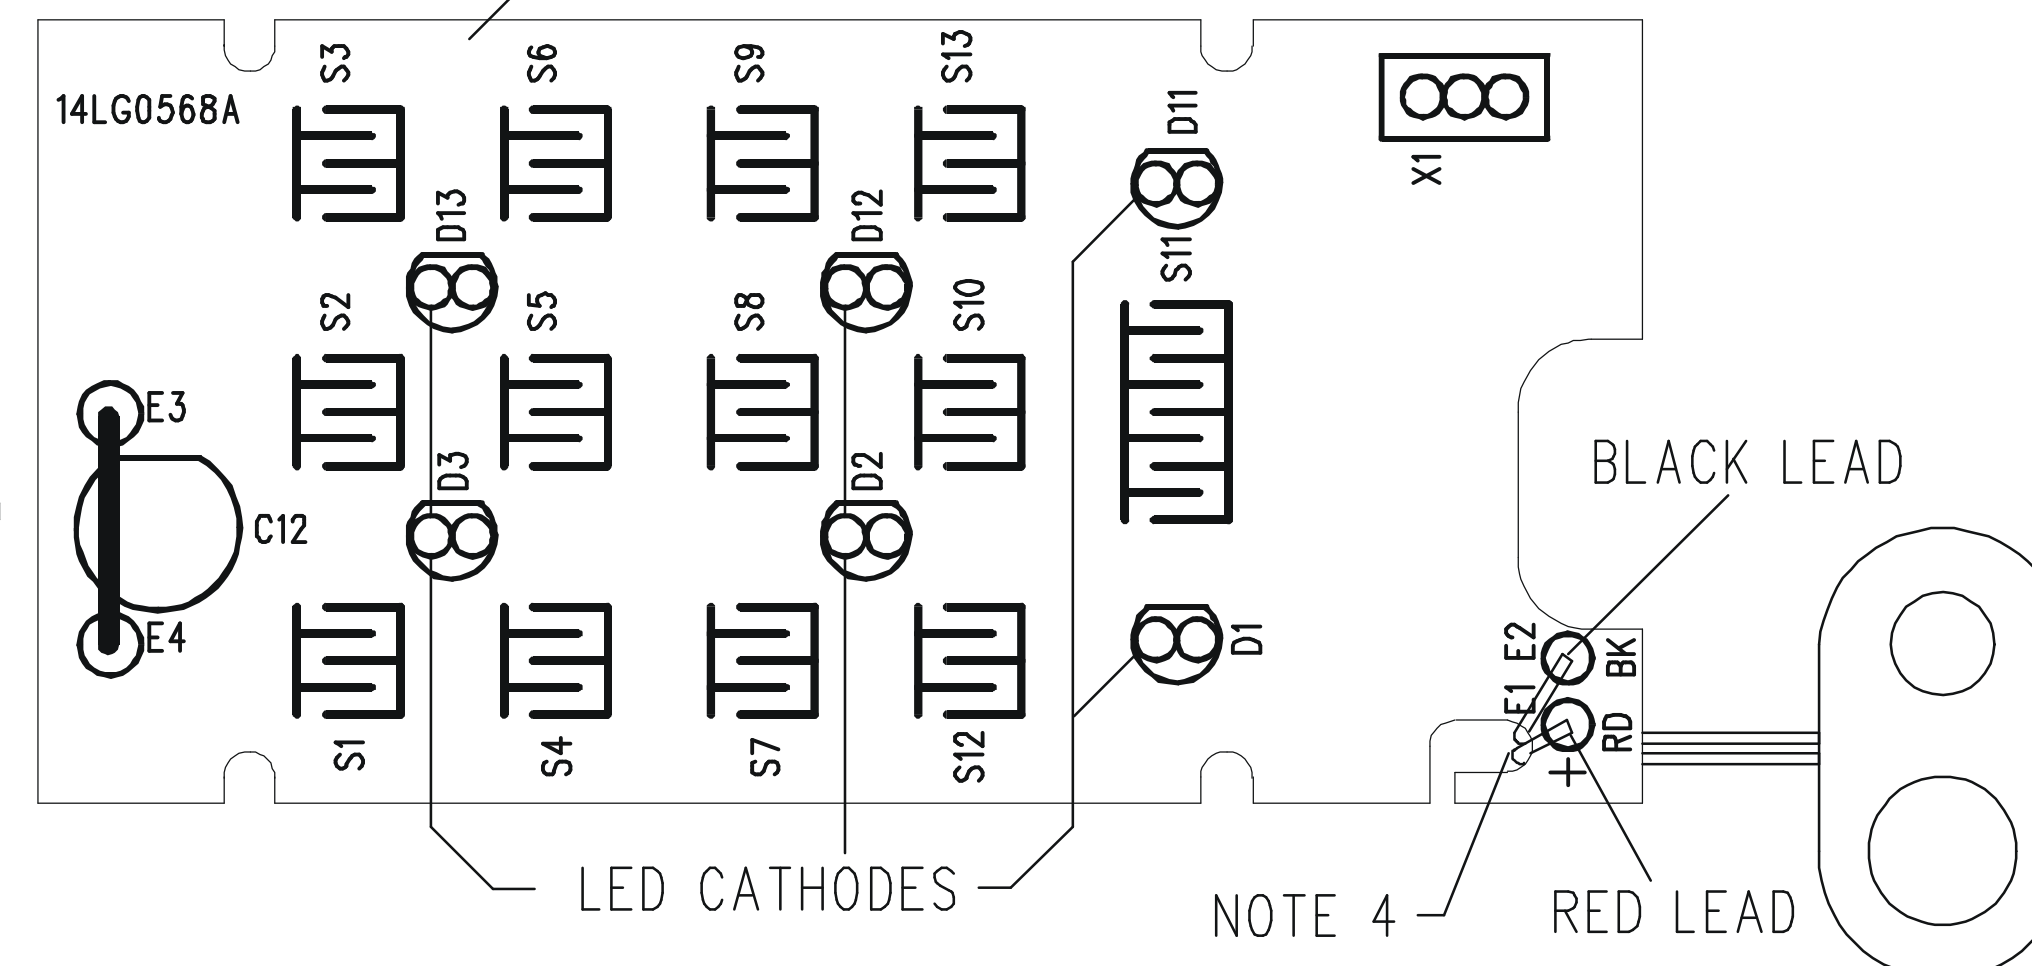 S3
S6
S9
S13
14LG0568A
D11
X1
D13
D12
S11
S2
S5
S8
S10
E3
D3
D2
BLACK LEAD
C12
E4
D1
E2
BK
E1
RD
+
S1
S4
S7
S12
LED CATHODES
NOTE 4
RED LEAD